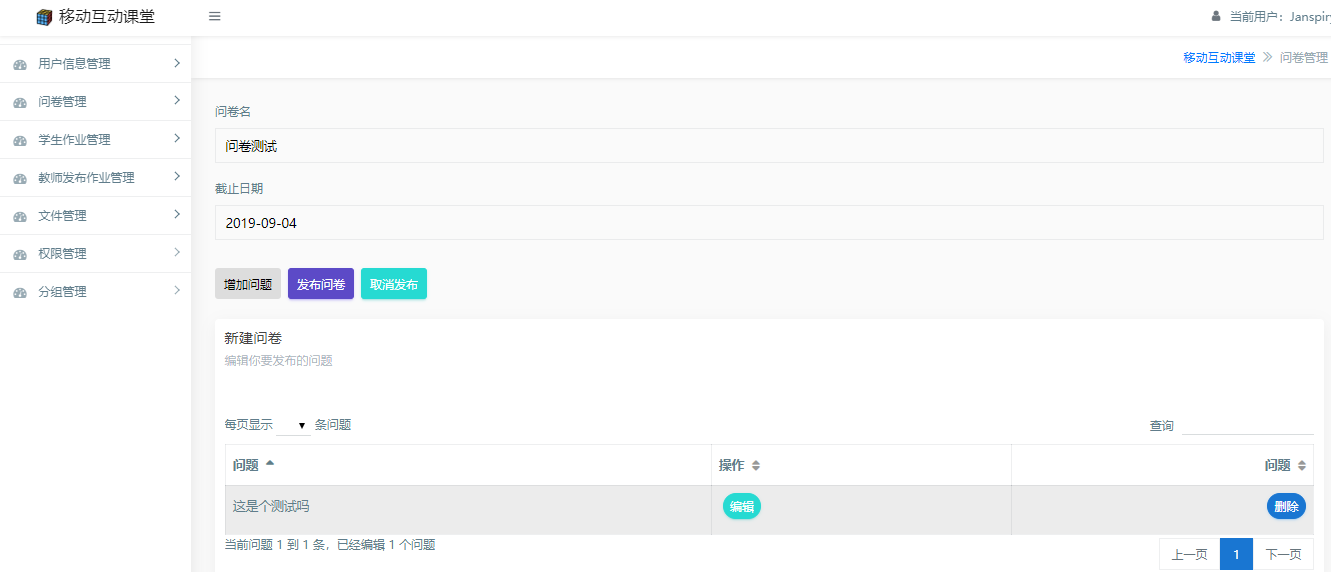 移动互动课堂
当前用户：Janspiry
移动互动课堂 问卷管理
用户信息管理
问卷管理
学生作业管理
教师发布作业管理
文件管理
权限管理
分组管理
问卷名
问卷测试
截止日期
2019-09-04
增加问题 发布问卷 取消发布
新建问卷
编辑你要发布的问题
每页显示 条问题 查询
问题 操作 问题
这是个测试吗 编辑 删除
当前问题 1 到 1 条，已经编辑 1 个问题
上一页 1 下一页